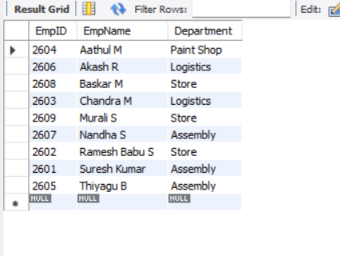 Result Grid Filter Rows: Edit:
EmpID EmpName Department
2604 Aathul M Paint Shop
2606 Akash R Logistics
2608 Baskar M Store
2603 Chandra M Logistics
2609 Murali S Store
2607 Nandha S Assembly
2602 Ramesh Babu S Store
2601 Suresh Kumar Assembly
2605 Thiyagu B Assembly
NULL NULL NULL